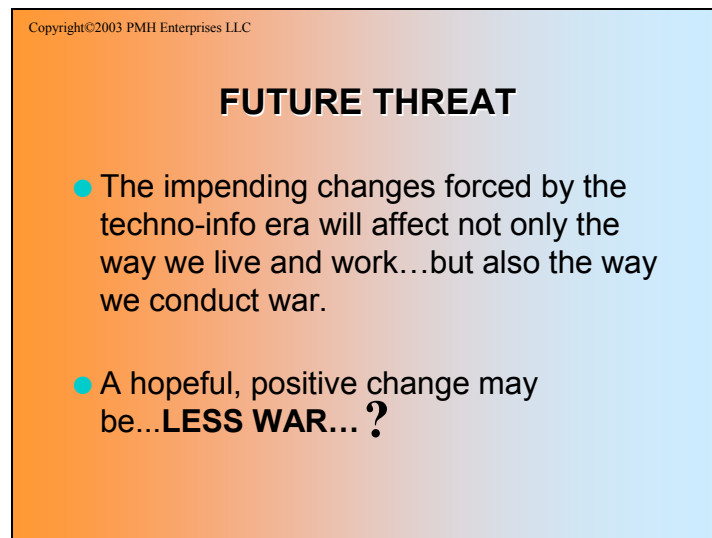 Copyright©2003 PMH Enterprises LLC
FUTURE THREAT
The impending changes forced by the
techno-info era will affect not only the
way we live and work…but also the way
we conduct war.
A hopeful, positive change may
be...LESS WAR…?